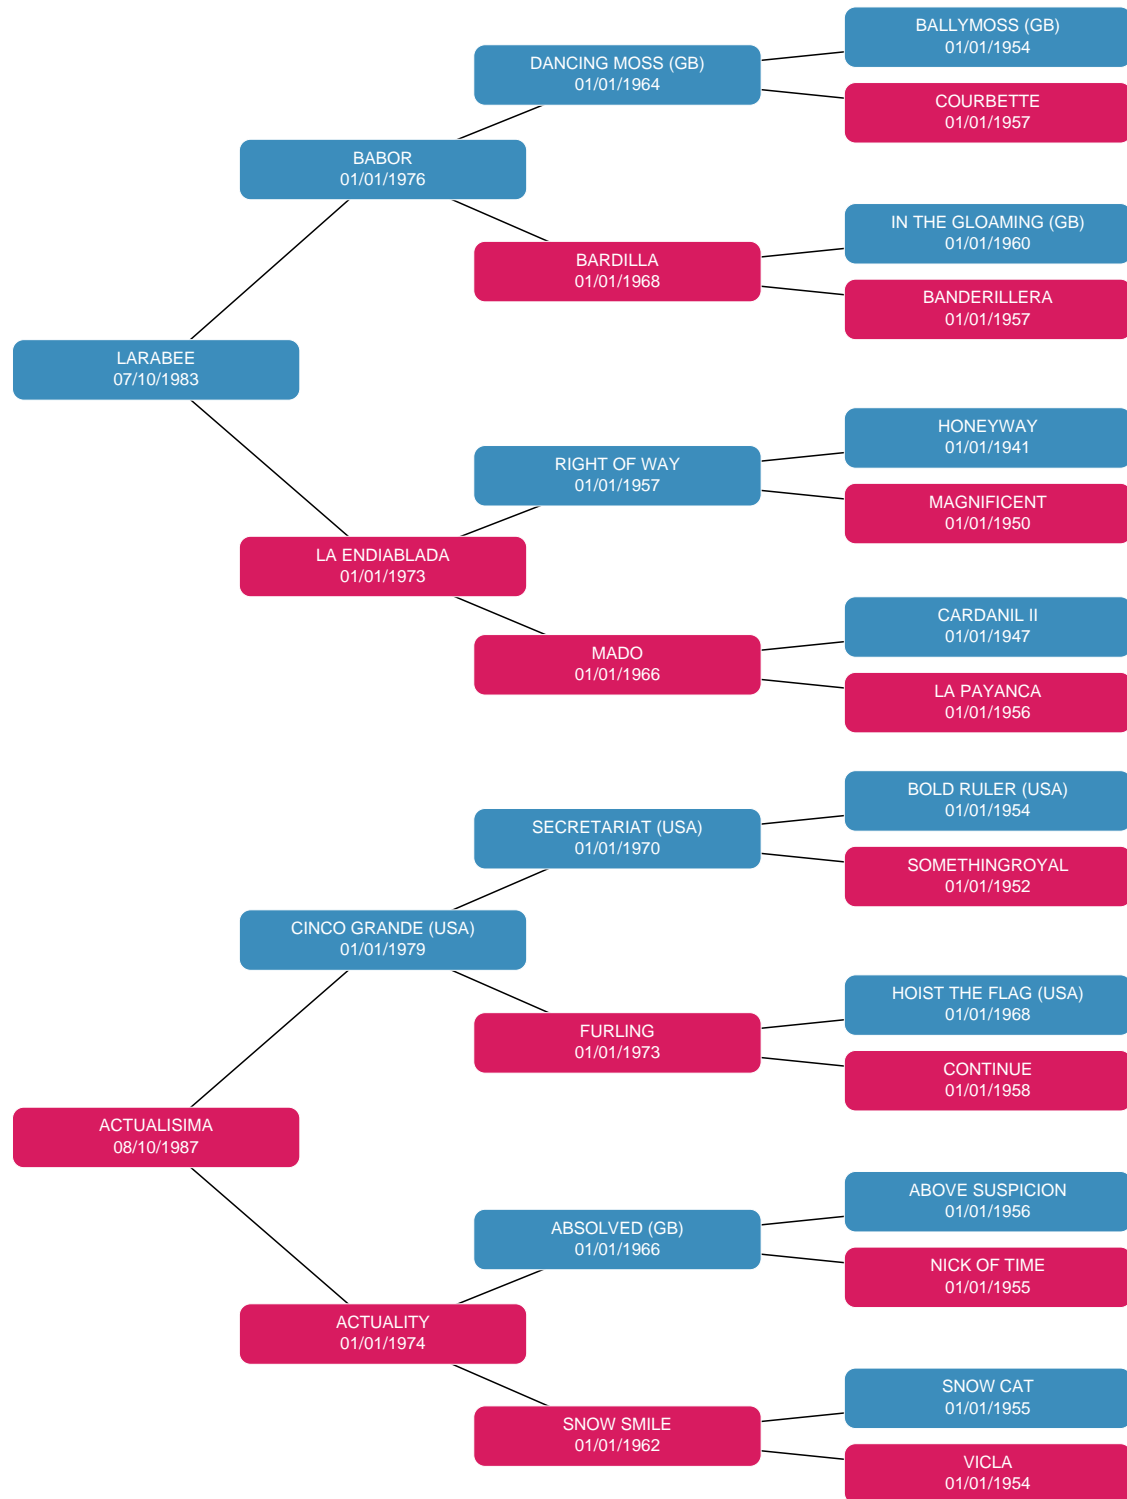 BALLYMOSS (GB)
01/01/1954
DANCING MOSS (GB)
01/01/1964
COURBETTE
01/01/1957
BABOR
01/01/1976
IN THE GLOAMING (GB)
01/01/1960
BARDILLA
01/01/1968
BANDERILLERA
01/01/1957
LARABEE
07/10/1983
HONEYWAY
01/01/1941
RIGHT OF WAY
01/01/1957
MAGNIFICENT
01/01/1950
LA ENDIABLADA
01/01/1973
CARDANIL II
01/01/1947
MADO
01/01/1966
LA PAYANCA
01/01/1956
BOLD RULER (USA)
01/01/1954
SECRETARIAT (USA)
01/01/1970
SOMETHINGROYAL
01/01/1952
CINCO GRANDE (USA)
01/01/1979
HOIST THE FLAG (USA)
01/01/1968
FURLING
01/01/1973
CONTINUE
01/01/1958
ACTUALISIMA
08/10/1987
ABOVE SUSPICION
01/01/1956
ABSOLVED (GB)
01/01/1966
NICK OF TIME
01/01/1955
ACTUALITY
01/01/1974
SNOW CAT
01/01/1955
SNOW SMILE
01/01/1962
VICLA
01/01/1954